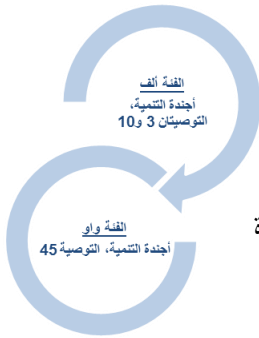 الفئة ألف
أجندة التنمية،
التوصيتان 3 و10
الفئة واو
أجندة التنمية، التوصية 45
ة